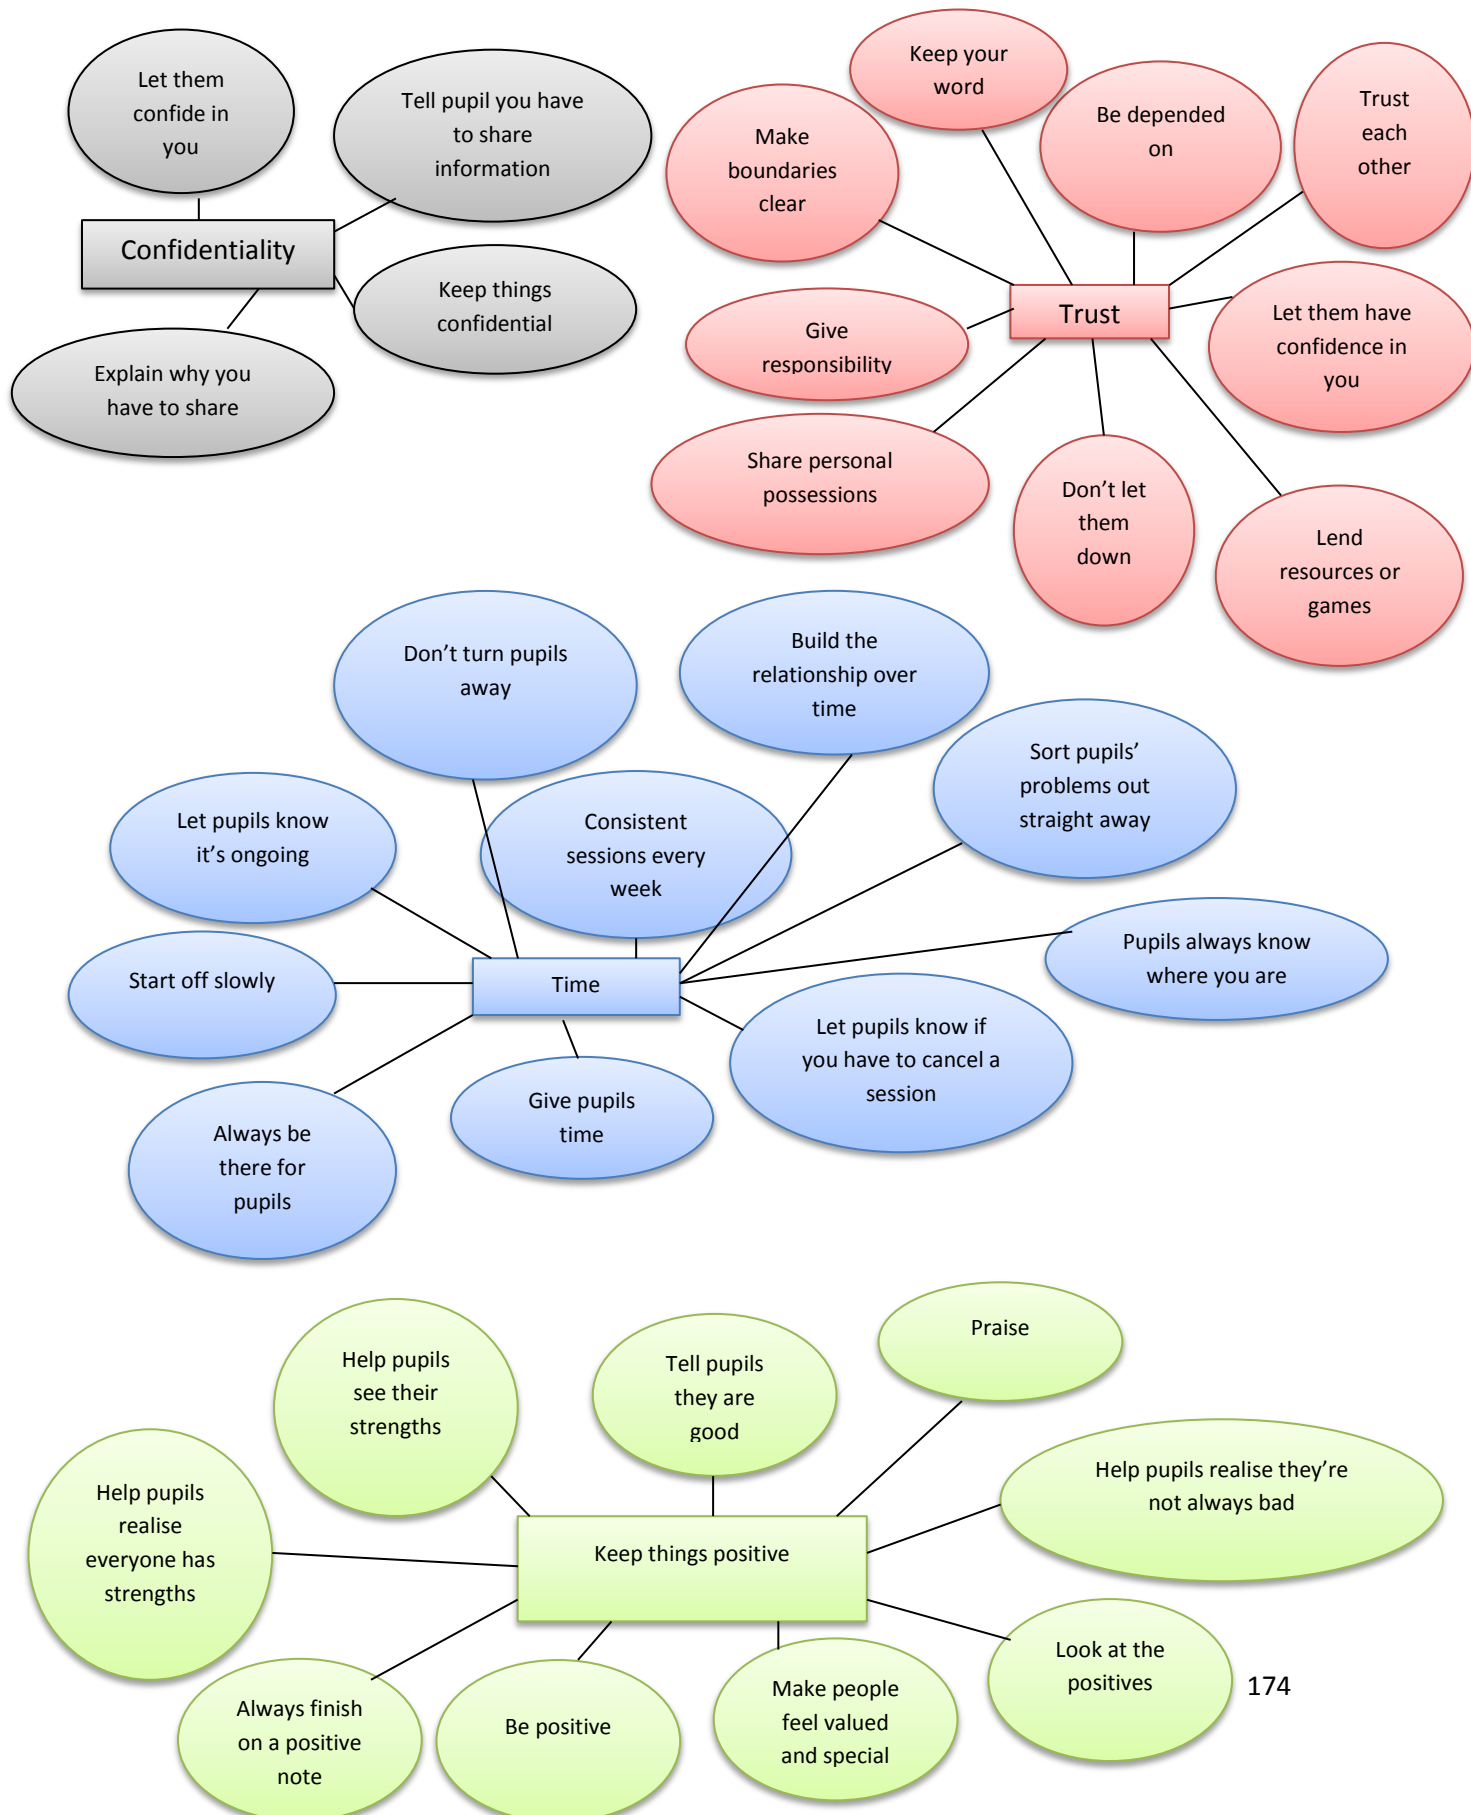 Let them
confide in
you
Tell pupil you have
to share
information
Confidentiality
Keep things
confidential
Explain why you
have to share
Keep your
word
Be depended
on
Trust
each
other
Make
boundaries
clear
Trust
Give
responsibility
Let them have
confidence in
you
Share personal
possessions
Don’t let
them
down
Lend
resources or
games
Don’t turn pupils
away
Build the
relationship over
time
Sort pupils’
problems out
straight away
Let pupils know
it’s ongoing
Consistent
sessions every
week
Pupils always know
where you are
Start off slowly
Time
Let pupils know if
you have to cancel a
session
Give pupils
time
Always be
there for
pupils
Praise
Help pupils
see their
strengths
Tell pupils
they are
good
Help pupils realise they’re
not always bad
Help pupils
realise
everyone has
strengths
Keep things positive
Look at the
positives
Always finish
on a positive
note
Be positive
Make people
feel valued
and special
174